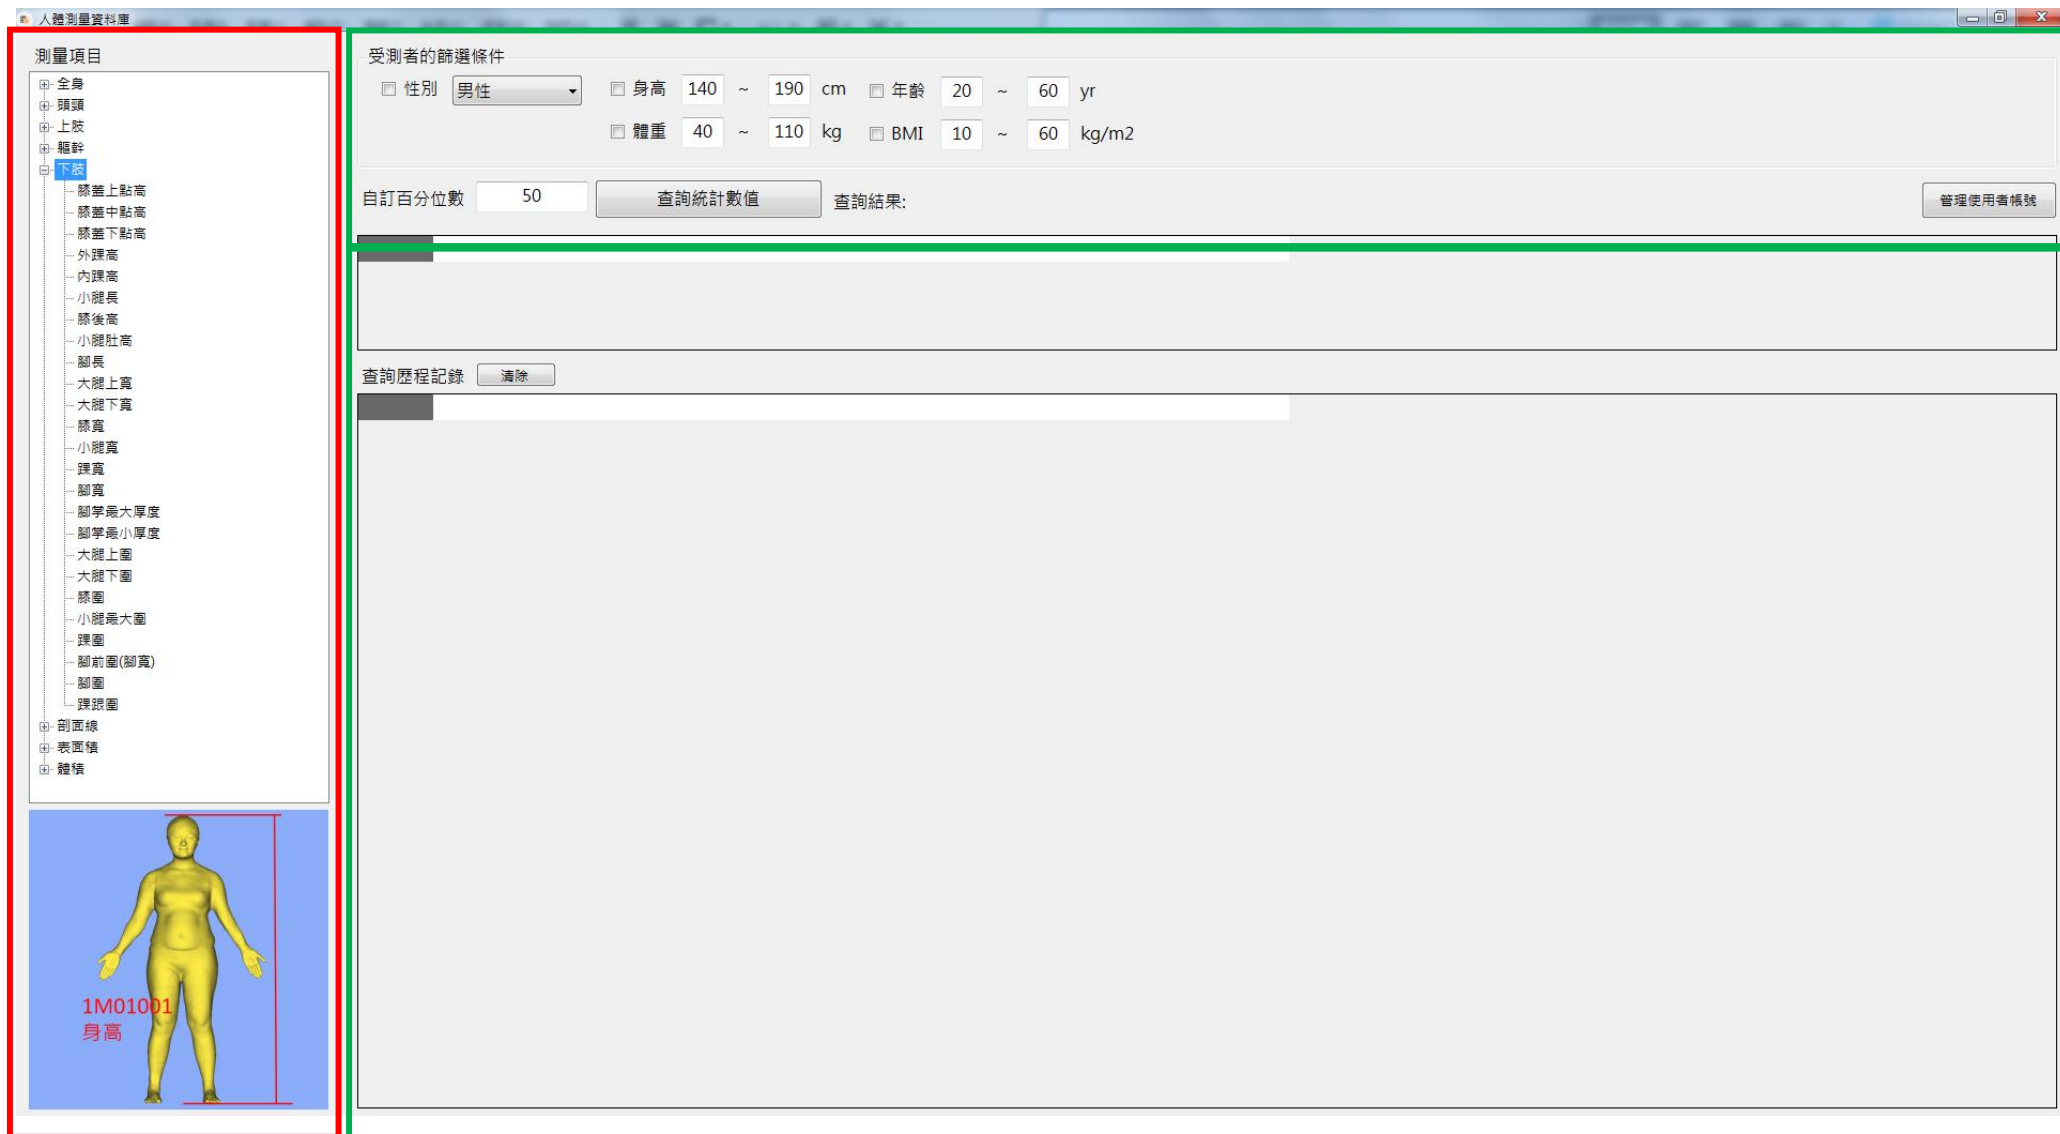 人體測量資料庫
測量項目
全身
頭頸
上肢
軀幹
下肢
膝蓋上點高
膝蓋中點高
膝蓋下點高
外踝高
內踝高
小腿長
膝後高
小腿肚高
腳長
大腿上寬
大腿下寬
膝寬
小腿寬
踝寬
腳寬
腳掌最大厚度
腳掌最小厚度
大腿上圍
大腿下圍
膝圍
小腿最大圍
踝圍
腳前圍(腳寬)
腳圍
踝跟圍
剖面線
表面積
體積
1M01001
身高
受測者的篩選條件
性別 男性 身高 140 ~ 190 cm 年齡 20 ~ 60 yr
體重 40 ~ 110 kg BMI 10 ~ 60 kg/m2
自訂百分位數 50 查詢統計數值 查詢結果: 管理使用者帳號
查詢歷程記錄 清除